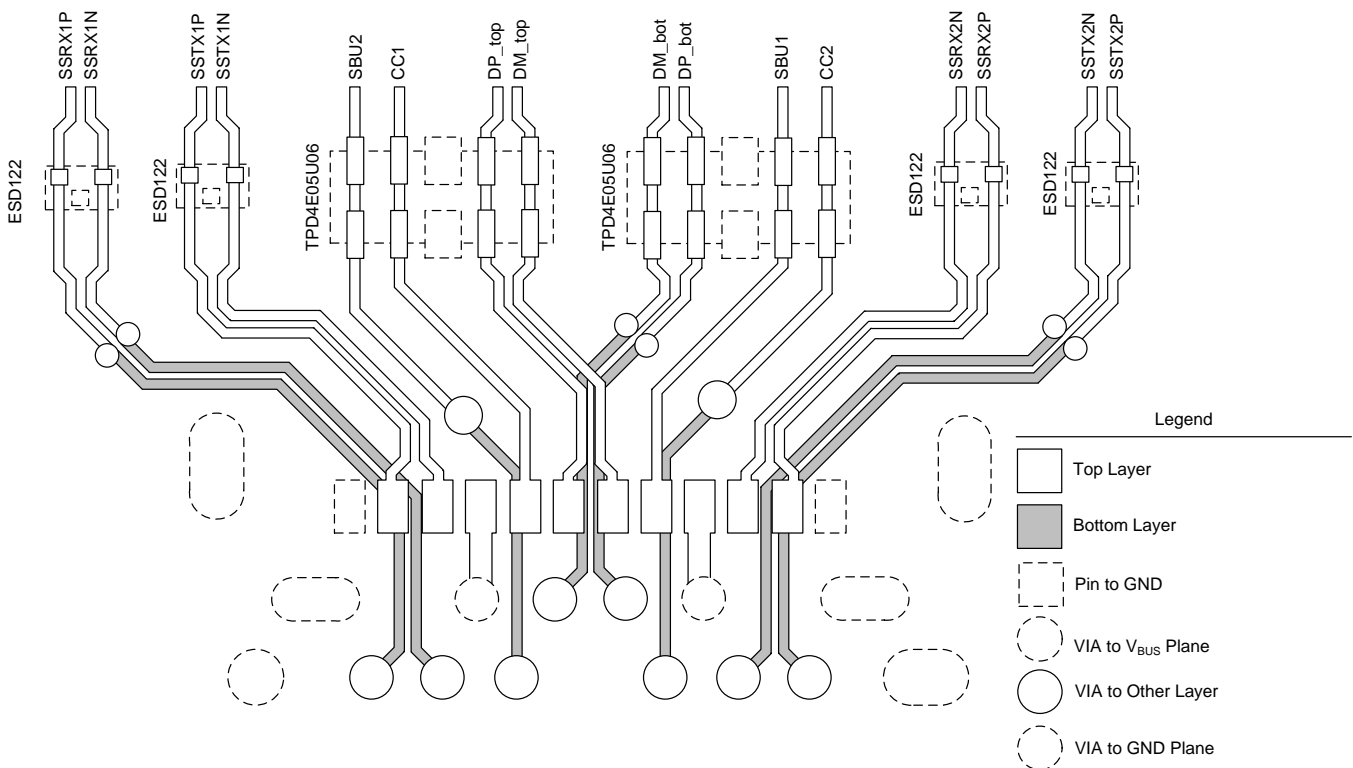 SSRX1P
SSRX1N
SSTX1P
SSTX1N
SBU2
CC1
DP_top
DM_top
DM_bot
DP_bot
SBU1
CC2
SSRX2N
SSRX2P
SSTX2N
SSTX2P
ESD122
ESD122
TPD4E05U06
TPD4E05U06
ESD122
ESD122
Legend
Top Layer
Bottom Layer
Pin to GND
VIA to VBUS Plane
VIA to Other Layer
VIA to GND Plane